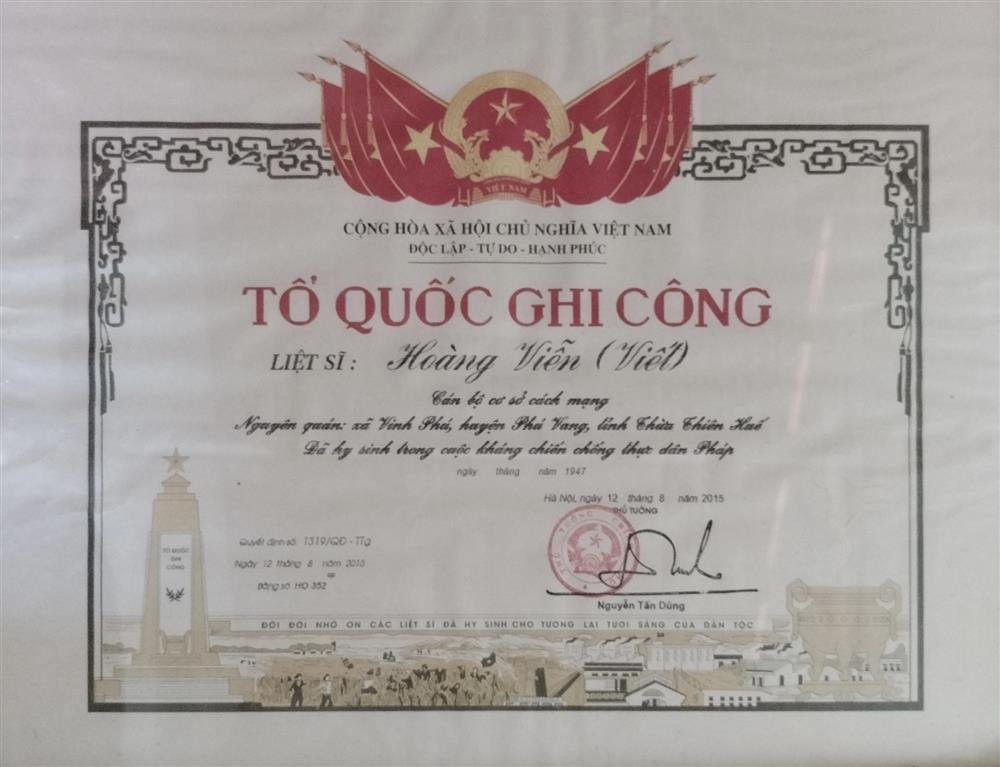 VIỆT NAM
CỘNG HÒA XÃ HỘI CHỦ NGHĨA VIỆT NAM
ĐỘC LẬP - TỰ DO - HẠNH PHÚC
TỔ QUỐC GHI CÔNG
LIỆT SĨ: Hoàng Viễn (Viết)
Cán bộ cơ sở cách mạng
Nguyên quán: xã Vinh Phú, huyện Phú Vang, tỉnh Thừa Thiên Huế
Đã hy sinh trong cuộc kháng chiến chống thực dân Pháp
ngày tháng năm 1947
Hà Nội, ngày 12 tháng 8 năm 2015
THỦ TƯỚNG
Quyết định số: 1319/QĐ - TTg
Ngày 12 tháng 8 năm 2015
Bằng số: HO 352
Nguyễn Tấn Dũng
TỔ QUỐC
GHI
CÔNG
ĐỜI ĐỜI NHỚ ƠN CÁC LIỆT SĨ ĐÃ HY SINH CHO TƯƠNG LAI TƯƠI SÁNG CỦA DÂN TỘC